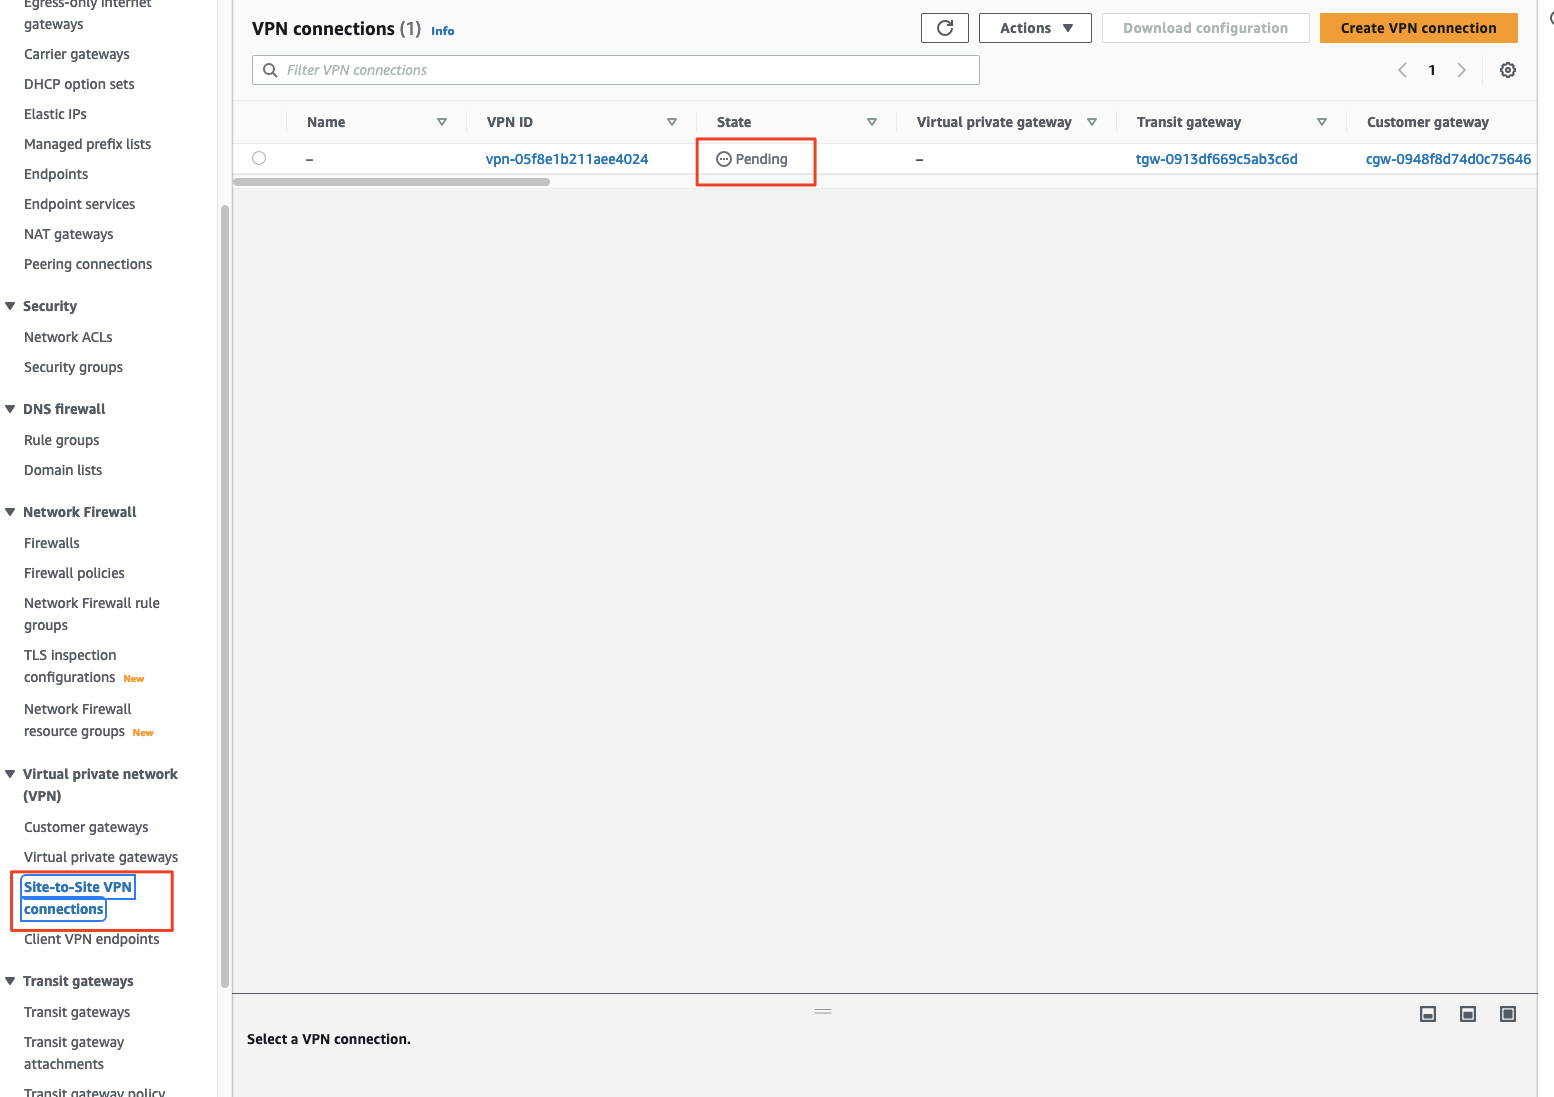 Egress-only internet
gateways
Carrier gateways
DHCP option sets
Elastic IPs
Managed prefix lists
Endpoints
Endpoint services
NAT gateways
Peering connections
Security
Network ACLs
Security groups
DNS firewall
Rule groups
Domain lists
Network Firewall
Firewalls
Firewall policies
Network Firewall rule
groups
TLS inspection
configurations New
Network Firewall
resource groups New
Virtual private network
(VPN)
Customer gateways
Virtual private gateways
Site-to-Site VPN
connections
Client VPN endpoints
Transit gateways
Transit gateways
Transit gateway
attachments
Transit gateway policy
VPN connections (1) Info
Actions
Download configuration
Create VPN connection
Filter VPN connections
1
Name VPN ID State Virtual private gateway Transit gateway Customer gateway
– vpn-05f8e1b211aee4024 Pending – tgw-0913df669c5ab3c6d cgw-0948f8d74d0c75646
Select a VPN connection.